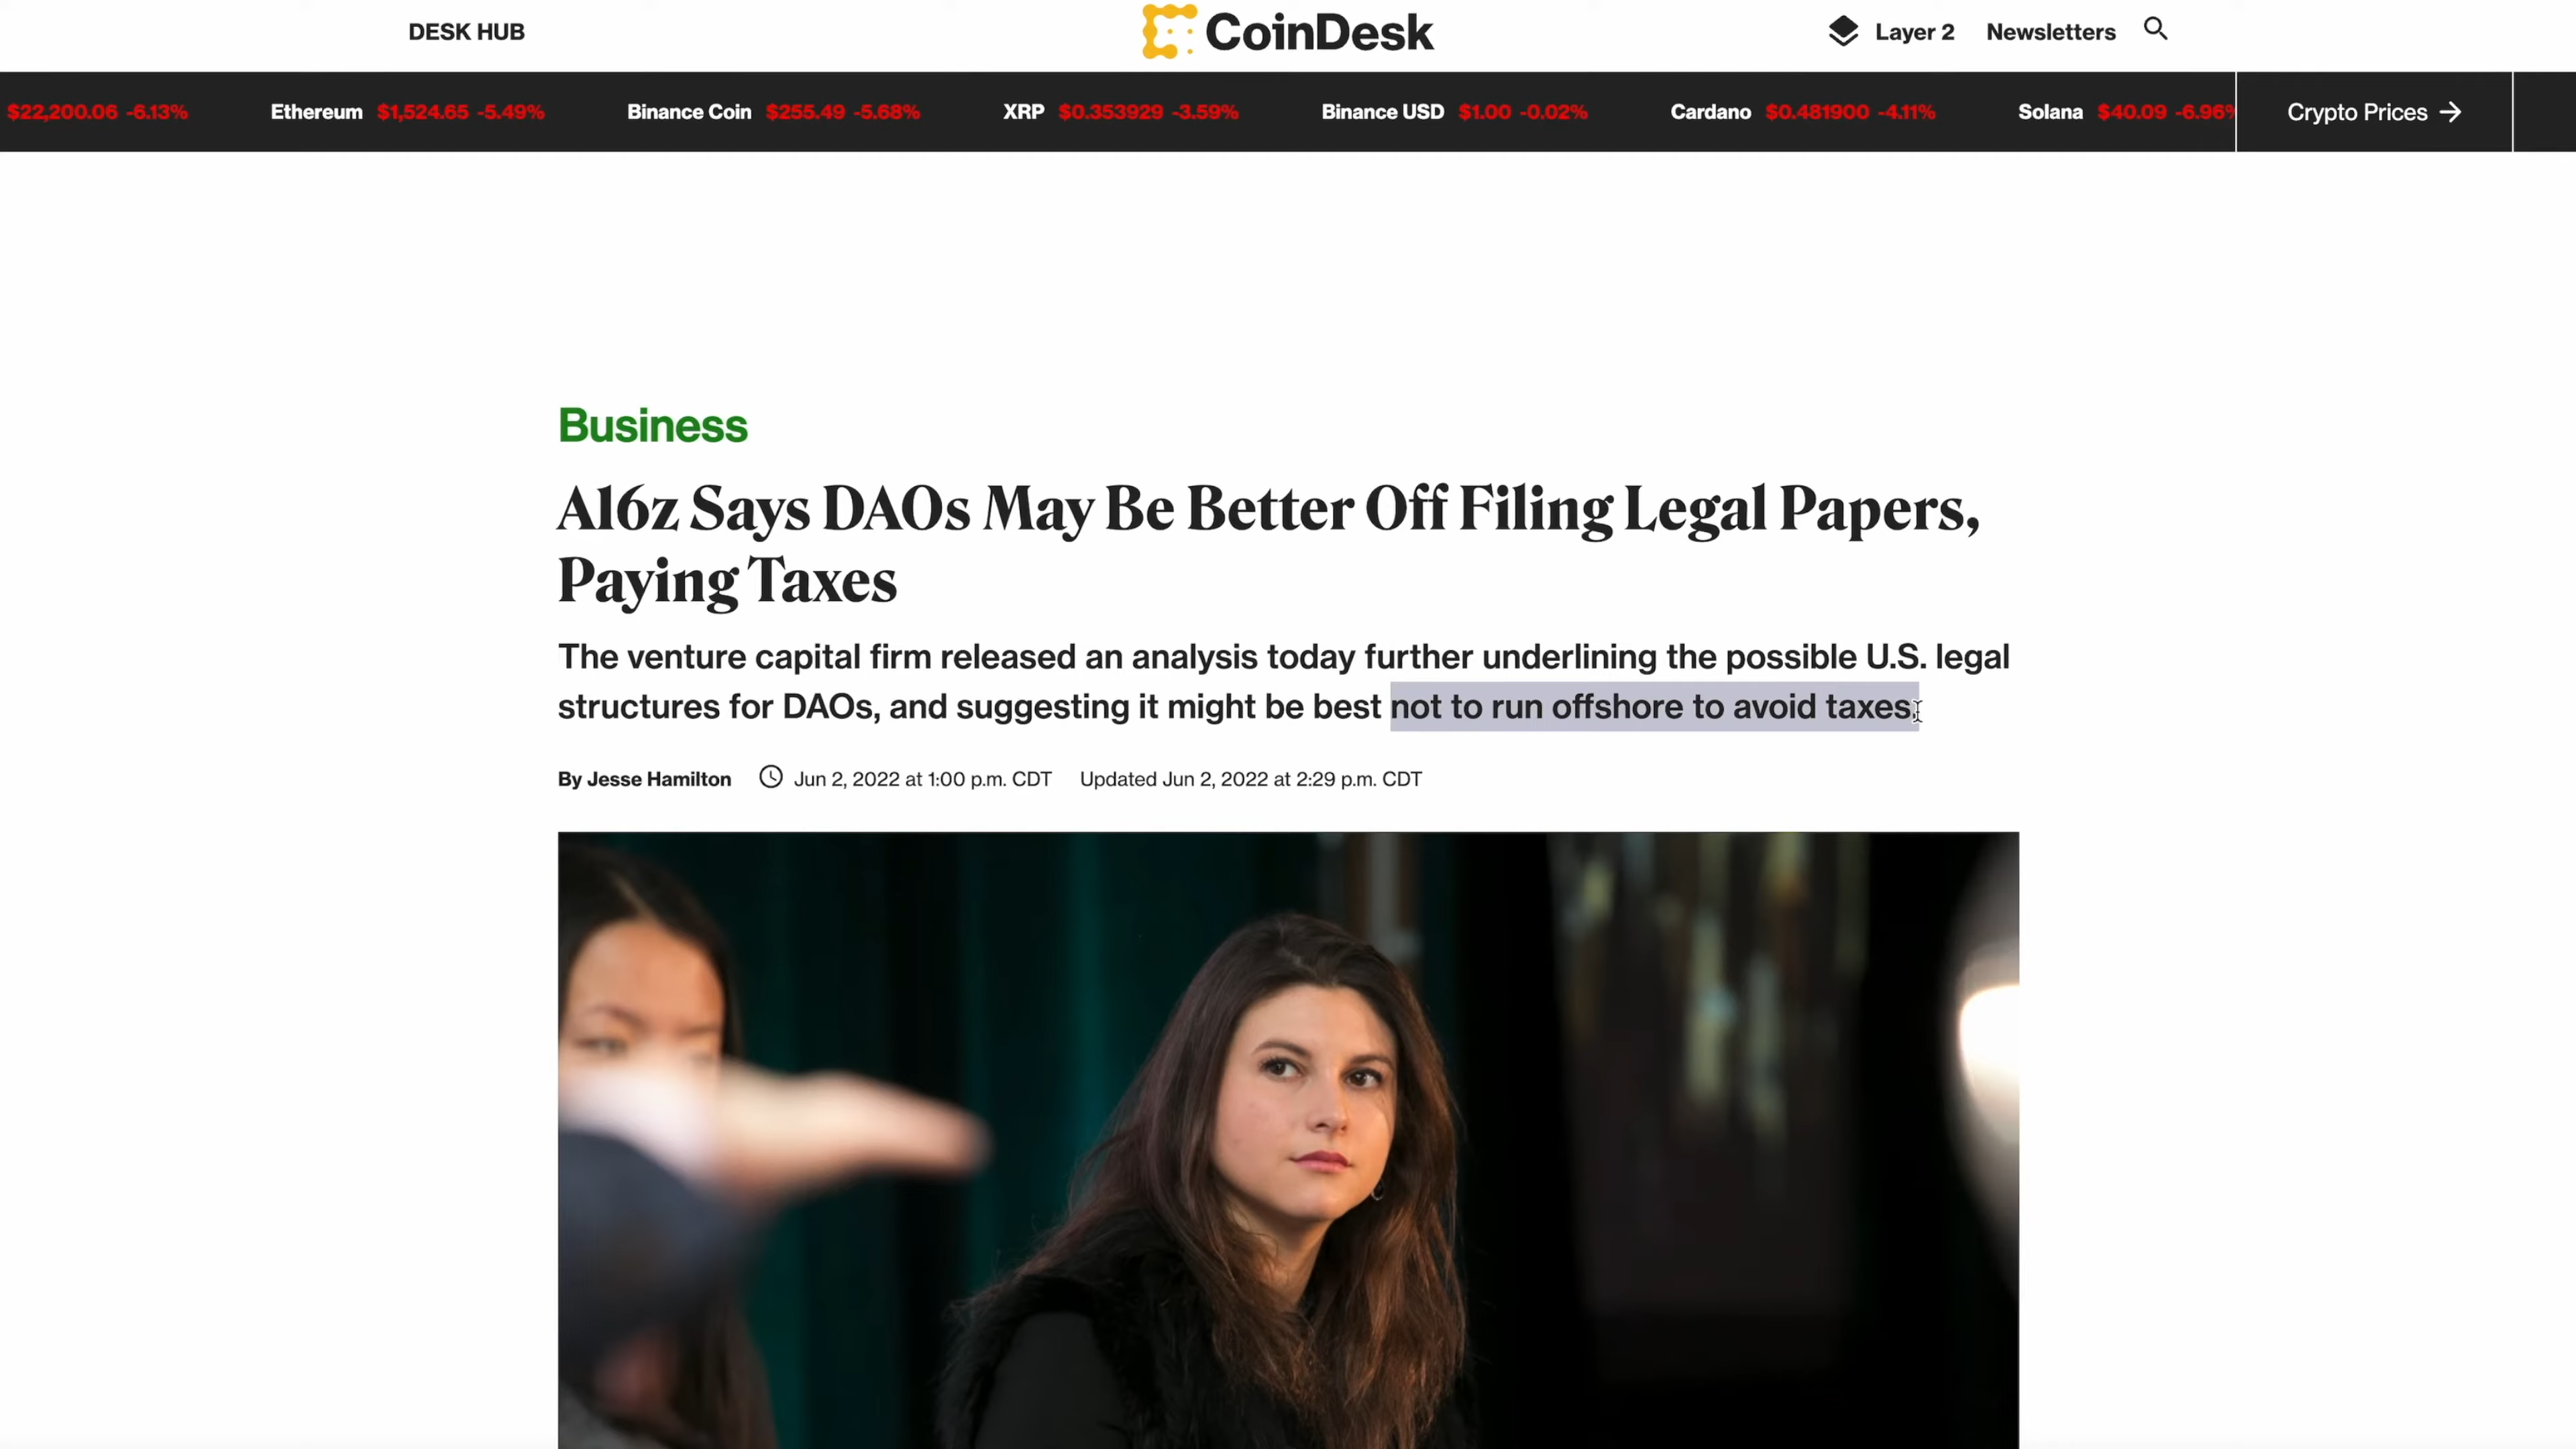 DESK HUB
CoinDesk
Layer 2 Newsletters
$22,200.06 -6.13% Ethereum $1,524.65 -5.49% Binance Coin $255.49 -5.68% XRP $0.353929 -3.59% Binance USD $1.00 -0.02% Cardano $0.481900 -4.11% Solana $40.09 -6.96% Crypto Prices →
Business
A16z Says DAOs May Be Better Off Filing Legal Papers,
Paying Taxes
The venture capital firm released an analysis today further underlining the possible U.S. legal
structures for DAOs, and suggesting it might be best not to run offshore to avoid taxes.
By Jesse Hamilton Jun 2, 2022 at 1:00 p.m. CDT Updated Jun 2, 2022 at 2:29 p.m. CDT